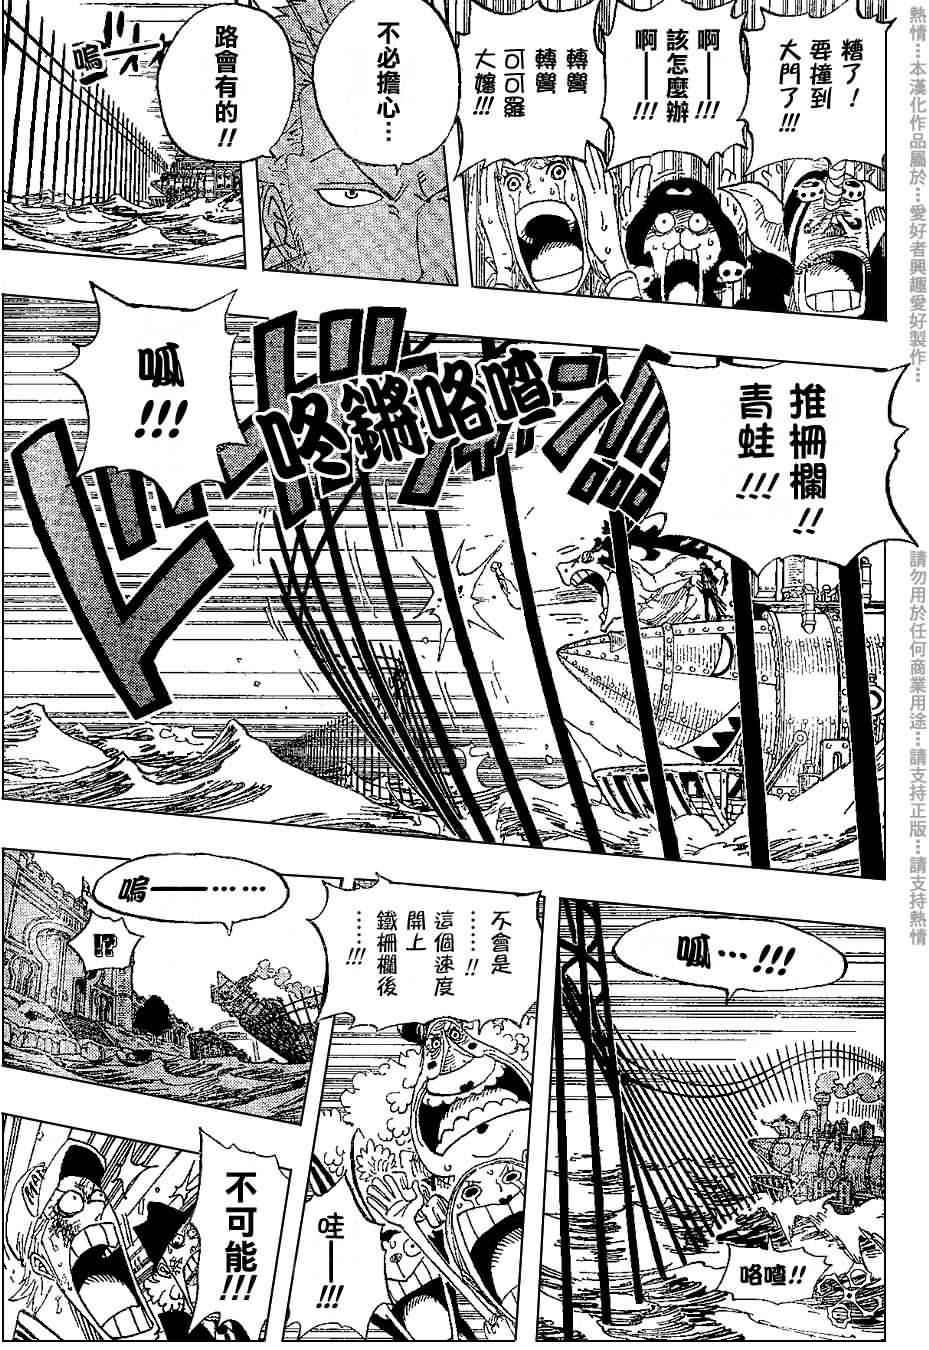 糟了！
要撞到
大門了!!!
啊——
該怎麼辦
啊——!!!
轉彎
轉彎
可可羅
大嬸!!!
不必擔心…
路會有的!!
嗚
推柵欄!!
青蛙!!!
咚鏘咯喳
呱!!!
呱…!!!
咯喳!!
不會是
……!!
這個速度
開上
鐵柵欄後
……!!!
嗚———……
!?
哇—!!!
不可能!!!
熱情…本漢化作品屬於…愛好者興趣愛好製作…
請勿用於任何商業用途…請支持正版…請支持熱情